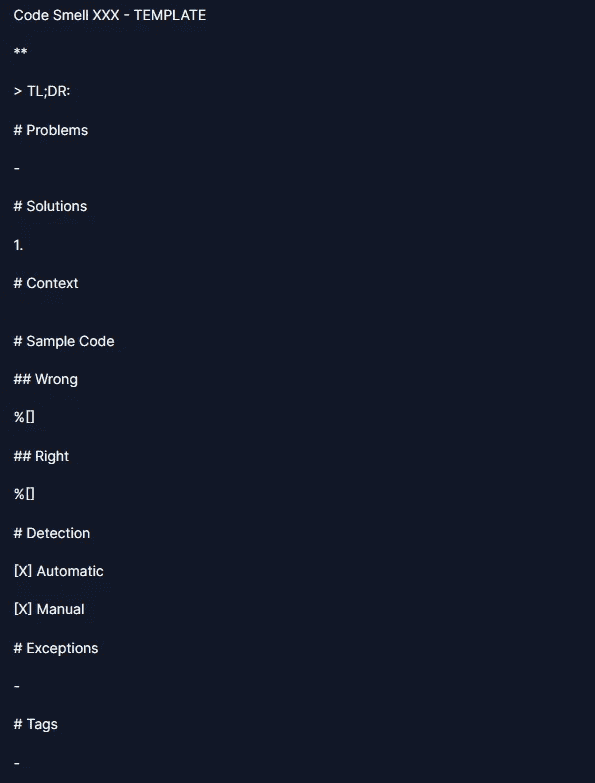 Code Smell XXX - TEMPLATE
**
> TL;DR:
# Problems
-
# Solutions
1.
# Context
# Sample Code
## Wrong
%[]
## Right
%[]
# Detection
[X] Automatic
[X] Manual
# Exceptions
-
# Tags
-